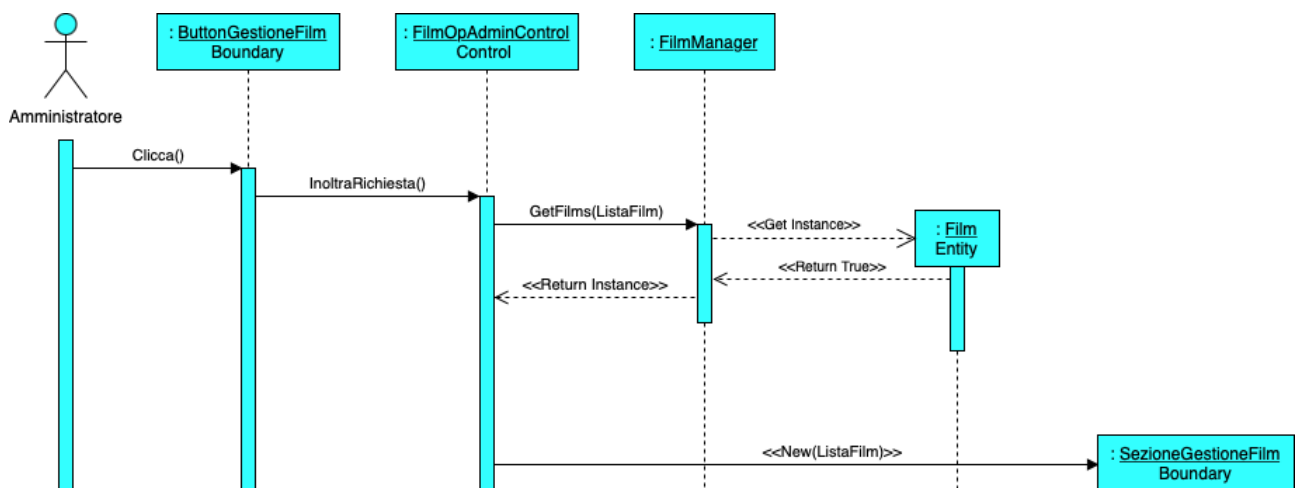 : ButtonGestioneFilm
Boundary
: FilmOpAdminControl
Control
: FilmManager
Amministratore
Clicca()
InoltraRichiesta()
GetFilms(ListaFilm)
<<Get Instance>>
: Film
Entity
<<Return True>>
<<Return Instance>>
<<New(ListaFilm)>>
: SezioneGestioneFilm
Boundary